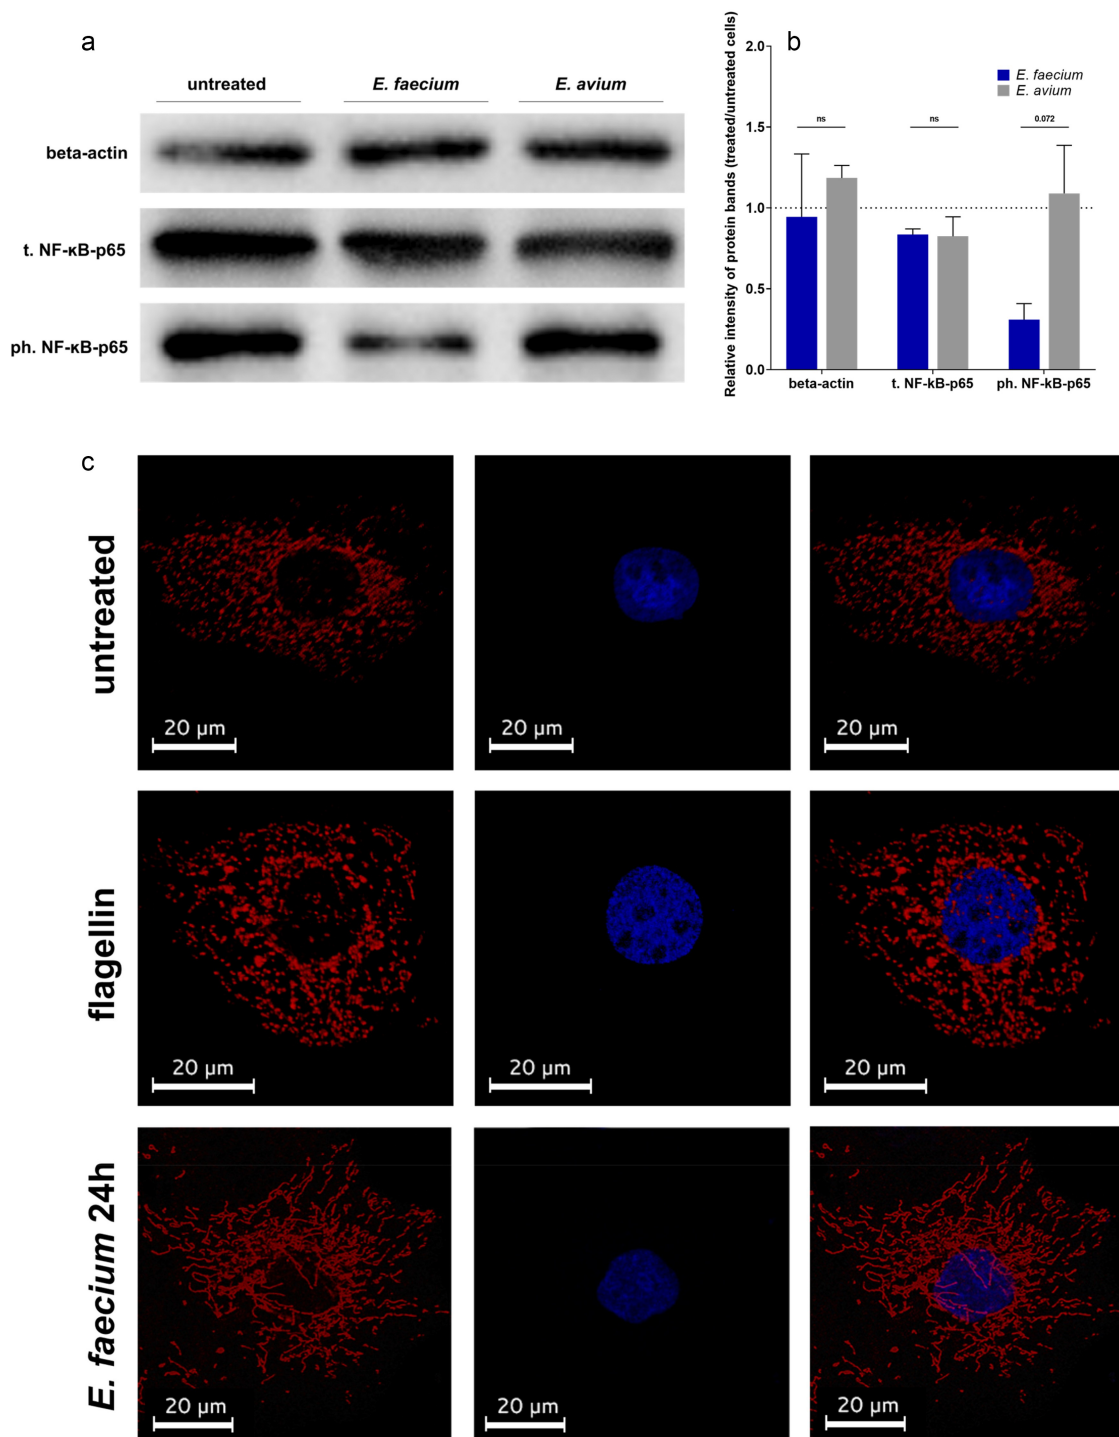 a
untreated
E. faecium
E. avium
beta-actin
t. NF-κB-p65
ph. NF-κB-p65
b
Relative intensity of protein bands (treated/untreated cells)
2.0
1.5
1.0
0.5
0.0
E. faecium
E. avium
ns
ns
0.072
beta-actin
t. NF-kB-p65
ph. NF-kB-p65
c
untreated
20 µm
20 µm
20 µm
flagellin
20 µm
20 µm
20 µm
E. faecium 24h
20 µm
20 µm
20 µm